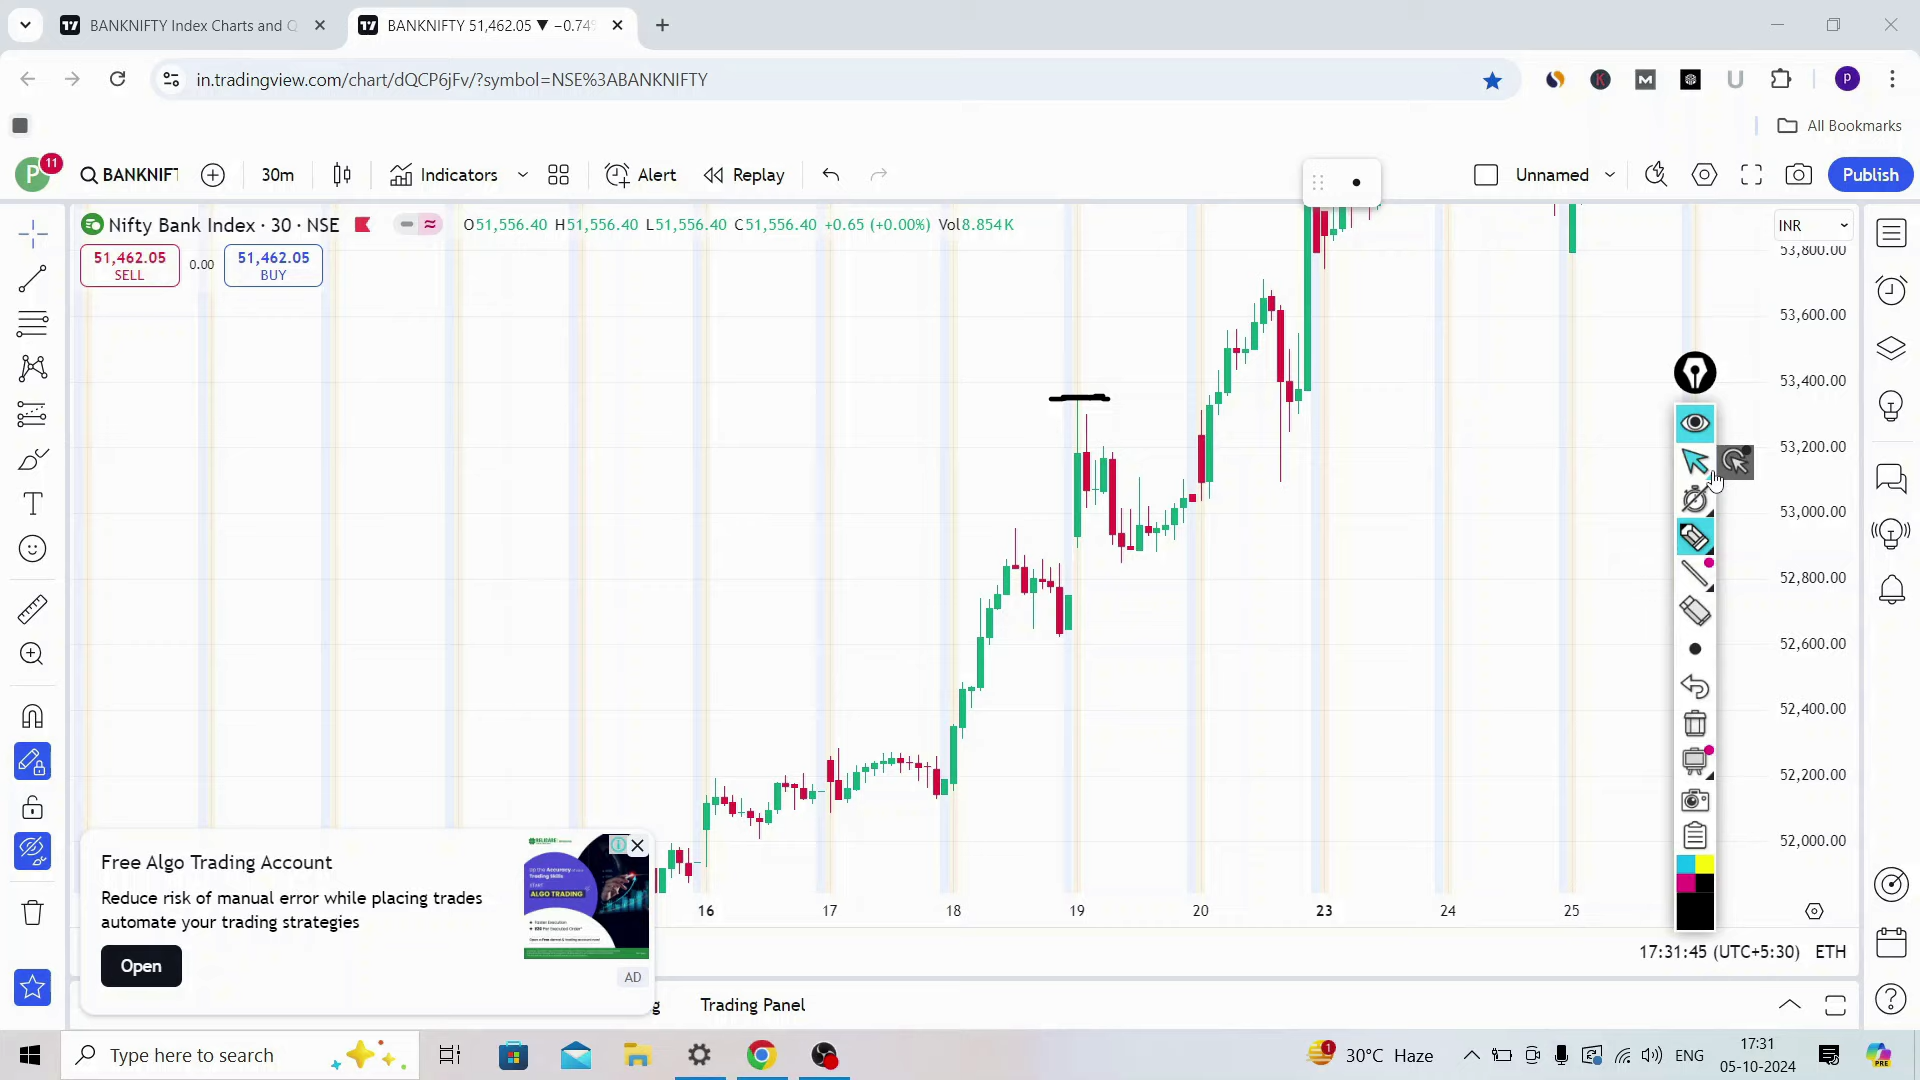 BANKNIFTY Index Charts and Q
BANKNIFTY 51,462.05 ▼ −0.74%
in.tradingview.com/chart/dQCP6jFv/?symbol=NSE%3ABANKNIFTY
All Bookmarks
P 11
BANKNIFT
30m
Indicators
Alert
Replay
Unnamed
Publish
Nifty Bank Index · 30 · NSE
O51,556.40 H51,556.40 L51,556.40 C51,556.40 +0.65 (+0.00%) Vol8.854K
INR
51,462.05
SELL
0.00
51,462.05
BUY
53,800.00
53,600.00
53,400.00
53,200.00
53,000.00
52,800.00
52,600.00
52,400.00
52,200.00
52,000.00
16 17 18 19 20 23 24 25
Free Algo Trading Account
Reduce risk of manual error while placing trades
automate your trading strategies
Open
ALGO TRADING
AD
17:31:45 (UTC+5:30) ETH
g
Trading Panel
Type here to search
1
30°C Haze
ENG
17:31
05-10-2024
PRE